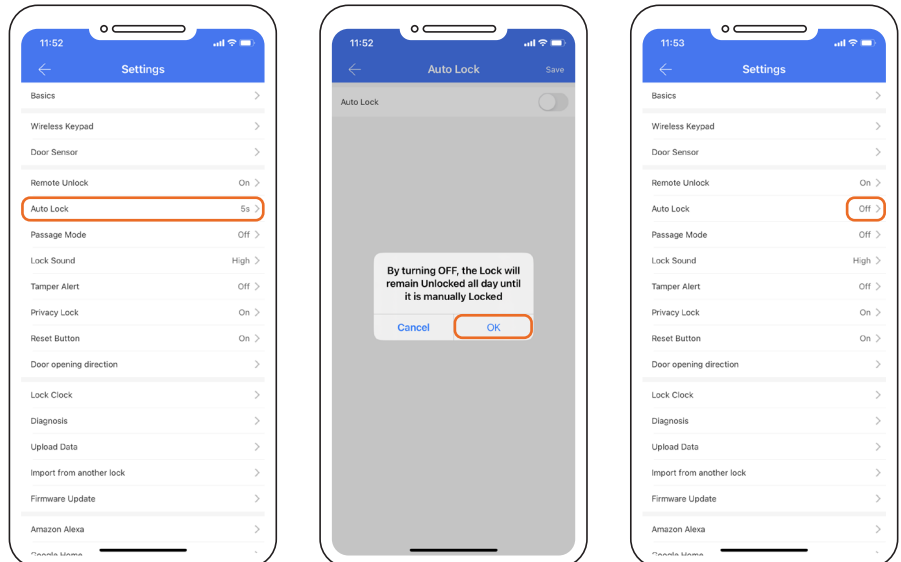 11:52
Settings
Basics
Wireless Keypad
Door Sensor
Remote Unlock On
Auto Lock 5s
Passage Mode Off
Lock Sound High
Tamper Alert Off
Privacy Lock On
Reset Button On
Door opening direction
Lock Clock
Diagnosis
Upload Data
Import from another lock
Firmware Update
Amazon Alexa
Google Home
11:52
Auto Lock Save
Auto Lock
By turning OFF, the Lock will
remain Unlocked all day until
it is manually Locked
Cancel OK
11:53
Settings
Basics
Wireless Keypad
Door Sensor
Remote Unlock On
Auto Lock Off
Passage Mode Off
Lock Sound High
Tamper Alert Off
Privacy Lock On
Reset Button On
Door opening direction
Lock Clock
Diagnosis
Upload Data
Import from another lock
Firmware Update
Amazon Alexa
Google Home